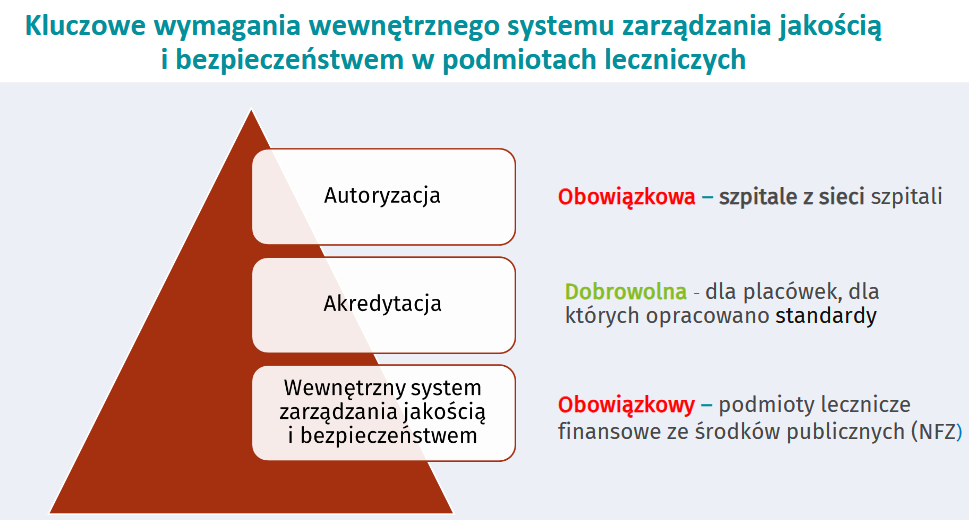 Kluczowe wymagania wewnętrznego systemu zarządzania jakością
i bezpieczeństwem w podmiotach leczniczych
Autoryzacja
Obowiązkowa – szpitale z sieci szpitali
Akredytacja
Dobrowolna - dla placówek, dla
których opracowano standardy
Wewnętrzny system
zarządzania jakością
i bezpieczeństwem
Obowiązkowy – podmioty lecznicze
finansowe ze środków publicznych (NFZ)